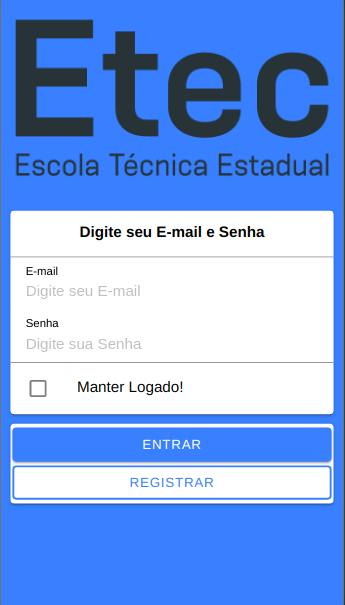 Etec
Escola Técnica Estadual
Digite seu E-mail e Senha
E-mail
Digite seu E-mail
Senha
Digite sua Senha
Manter Logado!
ENTRAR
REGISTRAR